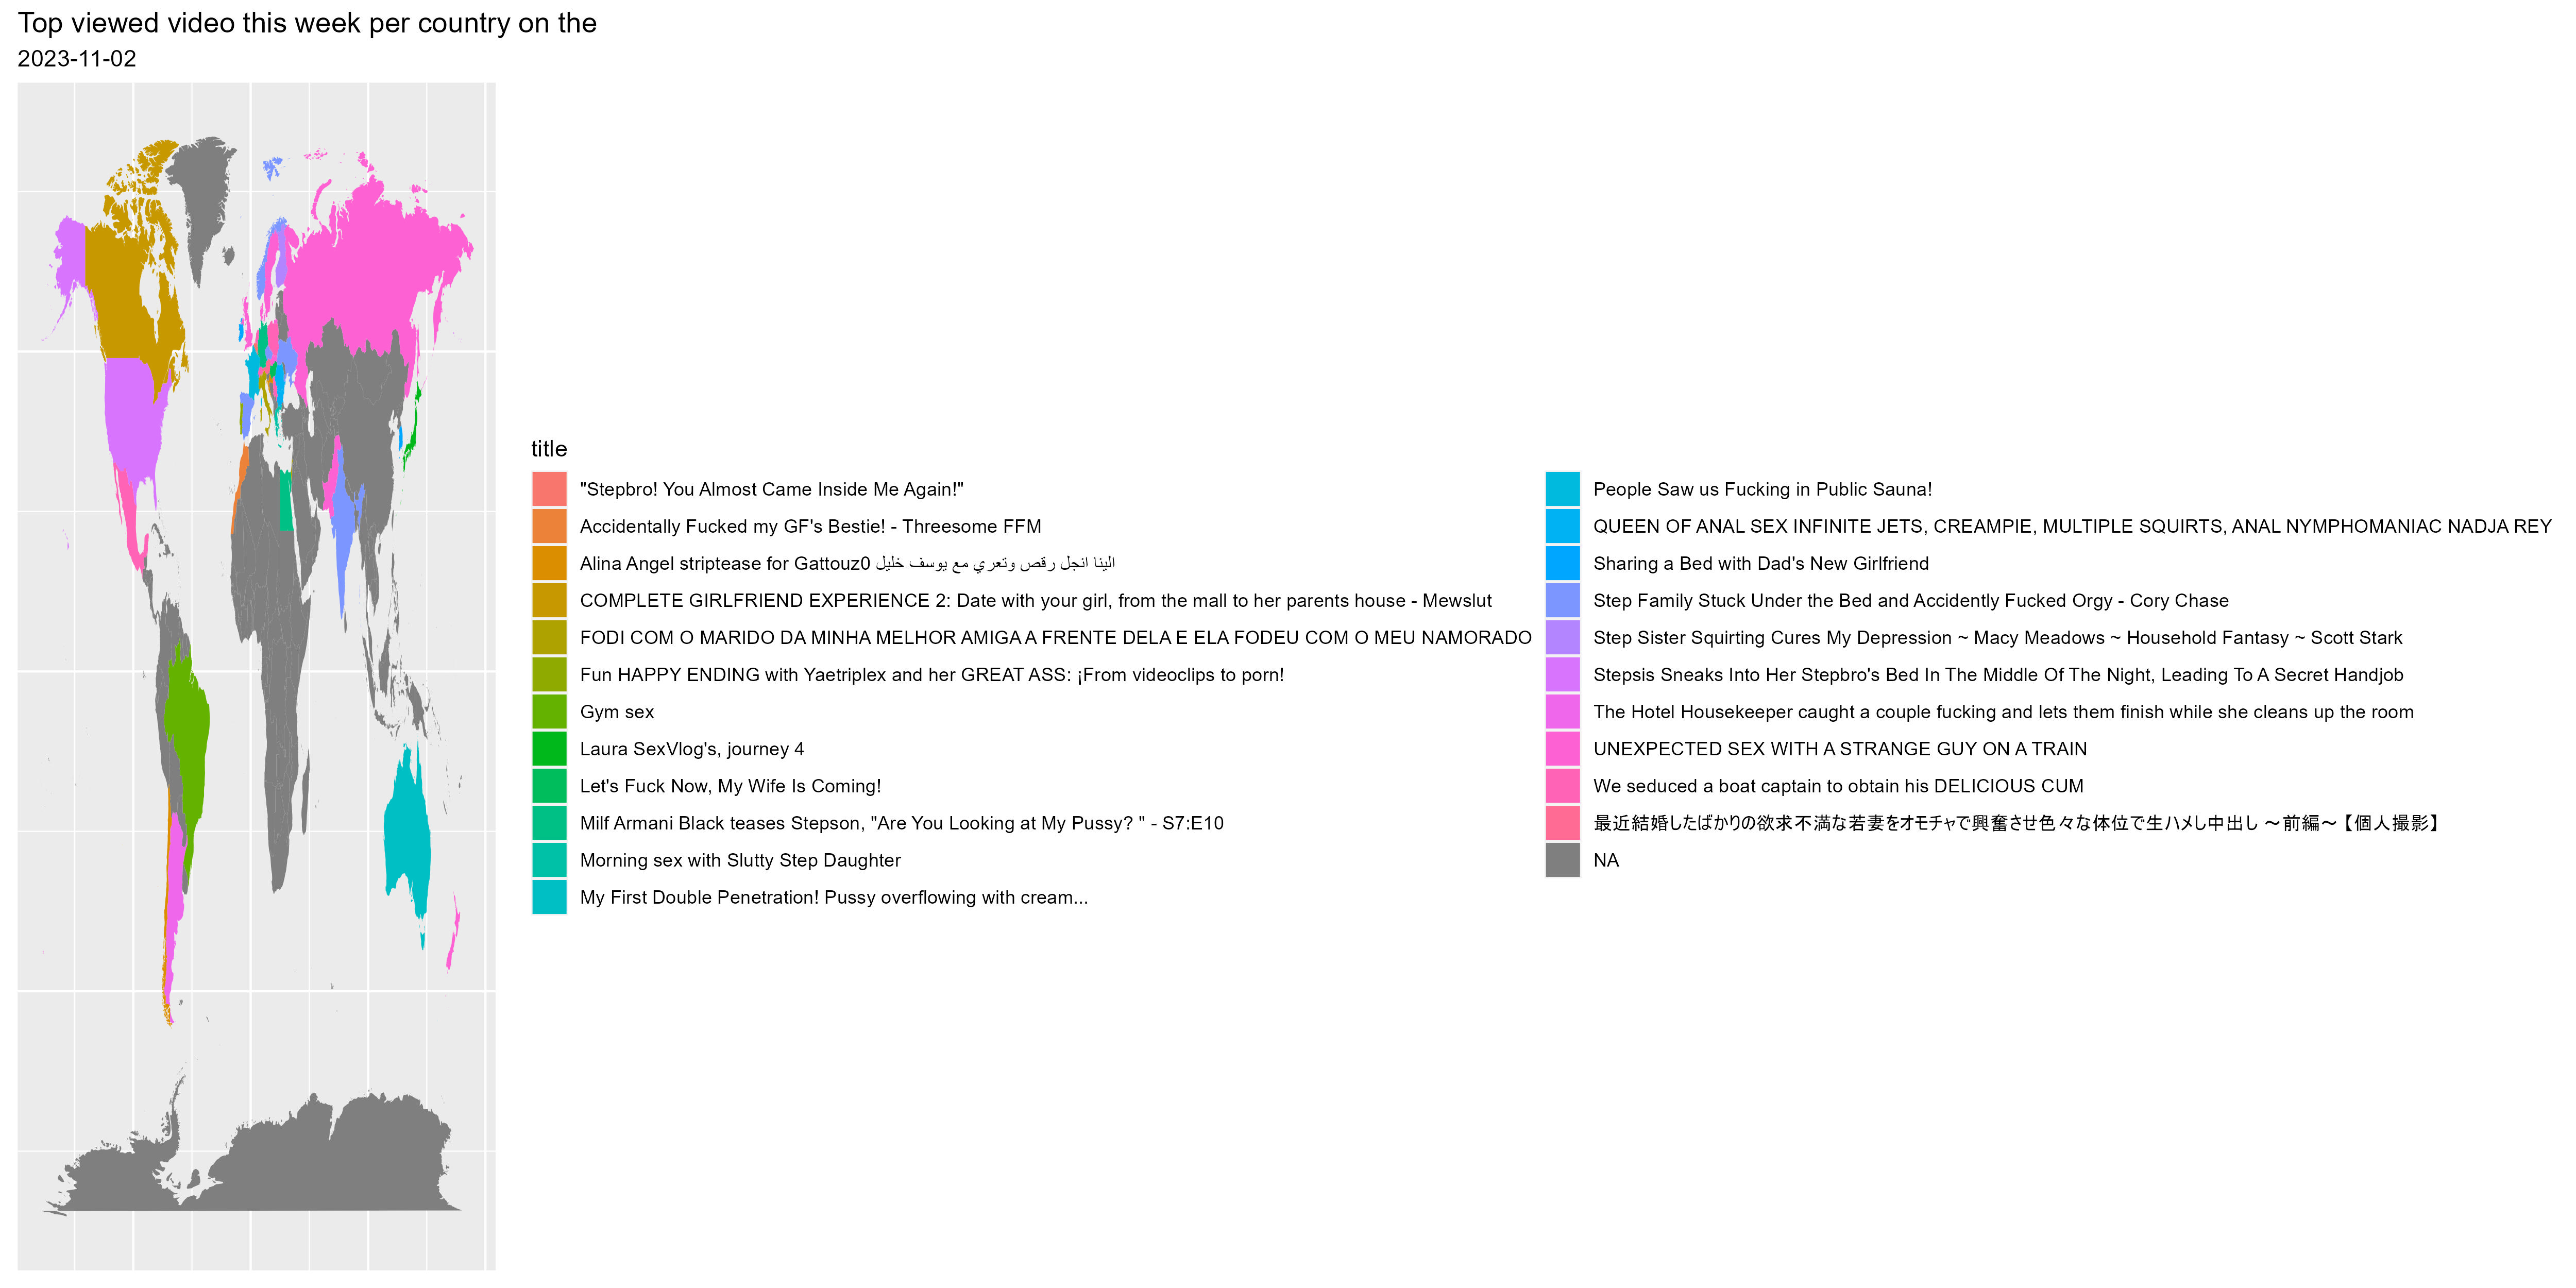 Top viewed video this week per country on the
2023-11-02
title
"Stepbro! You Almost Came Inside Me Again!"
Accidentally Fucked my GF's Bestie! - Threesome FFM
Alina Angel striptease for Gattouz0 الينا انجل رقص وتعري مع يوسف خليل
COMPLETE GIRLFRIEND EXPERIENCE 2: Date with your girl, from the mall to her parents house - Mewslut
FODI COM O MARIDO DA MINHA MELHOR AMIGA A FRENTE DELA E ELA FODEU COM O MEU NAMORADO
Fun HAPPY ENDING with Yaetriplex and her GREAT ASS: ¡From videoclips to porn!
Gym sex
Laura SexVlog's, journey 4
Let's Fuck Now, My Wife Is Coming!
Milf Armani Black teases Stepson, "Are You Looking at My Pussy? " - S7:E10
Morning sex with Slutty Step Daughter
My First Double Penetration! Pussy overflowing with cream...
People Saw us Fucking in Public Sauna!
QUEEN OF ANAL SEX INFINITE JETS, CREAMPIE, MULTIPLE SQUIRTS, ANAL NYMPHOMANIAC NADJA REY
Sharing a Bed with Dad's New Girlfriend
Step Family Stuck Under the Bed and Accidently Fucked Orgy - Cory Chase
Step Sister Squirting Cures My Depression ~ Macy Meadows ~ Household Fantasy ~ Scott Stark
Stepsis Sneaks Into Her Stepbro's Bed In The Middle Of The Night, Leading To A Secret Handjob
The Hotel Housekeeper caught a couple fucking and lets them finish while she cleans up the room
UNEXPECTED SEX WITH A STRANGE GUY ON A TRAIN
We seduced a boat captain to obtain his DELICIOUS CUM
最近結婚したばかりの欲求不満な若妻をオモチャで興奮させ色々な体位で生ハメし中出し 〜前編〜【個人撮影】
NA